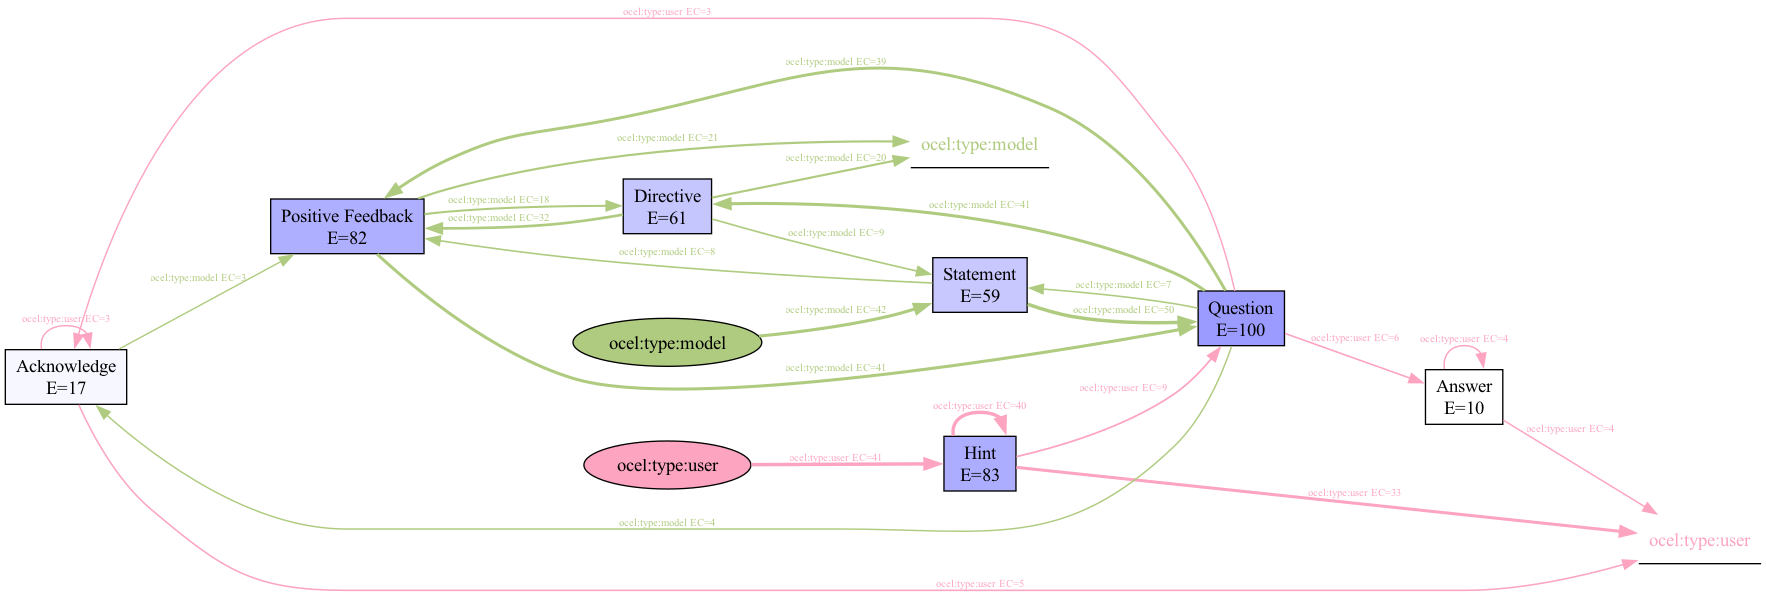 ocel:type:user EC=3
ocel:type:model EC=39
ocel:type:model EC=21
ocel:type:model
ocel:type:model EC=20
Directive
E=61
ocel:type:model EC=18
ocel:type:model EC=32
Positive Feedback
E=82
ocel:type:model EC=41
ocel:type:model EC=9
ocel:type:model EC=8
Statement
E=59
ocel:type:model EC=3
ocel:type:model EC=7
ocel:type:model EC=50
Question
E=100
ocel:type:model EC=42
ocel:type:user EC=3
ocel:type:model
ocel:type:user EC=6
ocel:type:user EC=4
Acknowledge
E=17
ocel:type:model EC=41
ocel:type:user EC=9
Answer
E=10
ocel:type:user EC=40
ocel:type:user EC=4
ocel:type:user
ocel:type:user EC=41
Hint
E=83
ocel:type:user EC=33
ocel:type:model EC=4
ocel:type:user
ocel:type:user EC=5